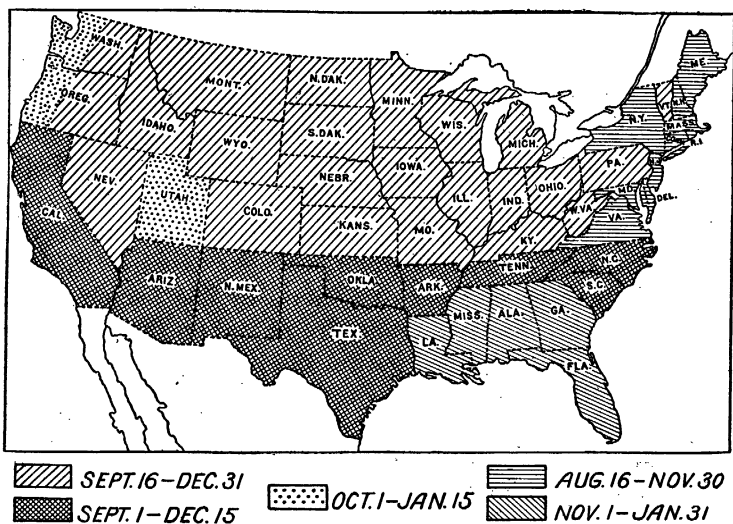 WASH.
MONT.
N.DAK.
MINN.
ME.
OREG.
IDAHO.
S.DAK.
WIS.
MICH.
N.Y.
VT.
N.H.
MASS.
R.I
WYO.
IOWA.
NEBR.
PA.
NEV.
UTAH.
COLO.
KANS.
MO.
ILL.
IND.
OHIO.
W.VA.
MD.
DEL.
VA.
KY.
CAL.
ARIZ.
N.MEX.
OKLA.
ARK.
TENN.
N.C.
S.C.
TEX.
LA.
MISS.
ALA.
GA.
FLA.
SEPT. 16-DEC. 31
SEPT. 1-DEC. 15
OCT. 1-JAN. 15
AUG. 16-NOV. 30
NOV. 1-JAN. 31